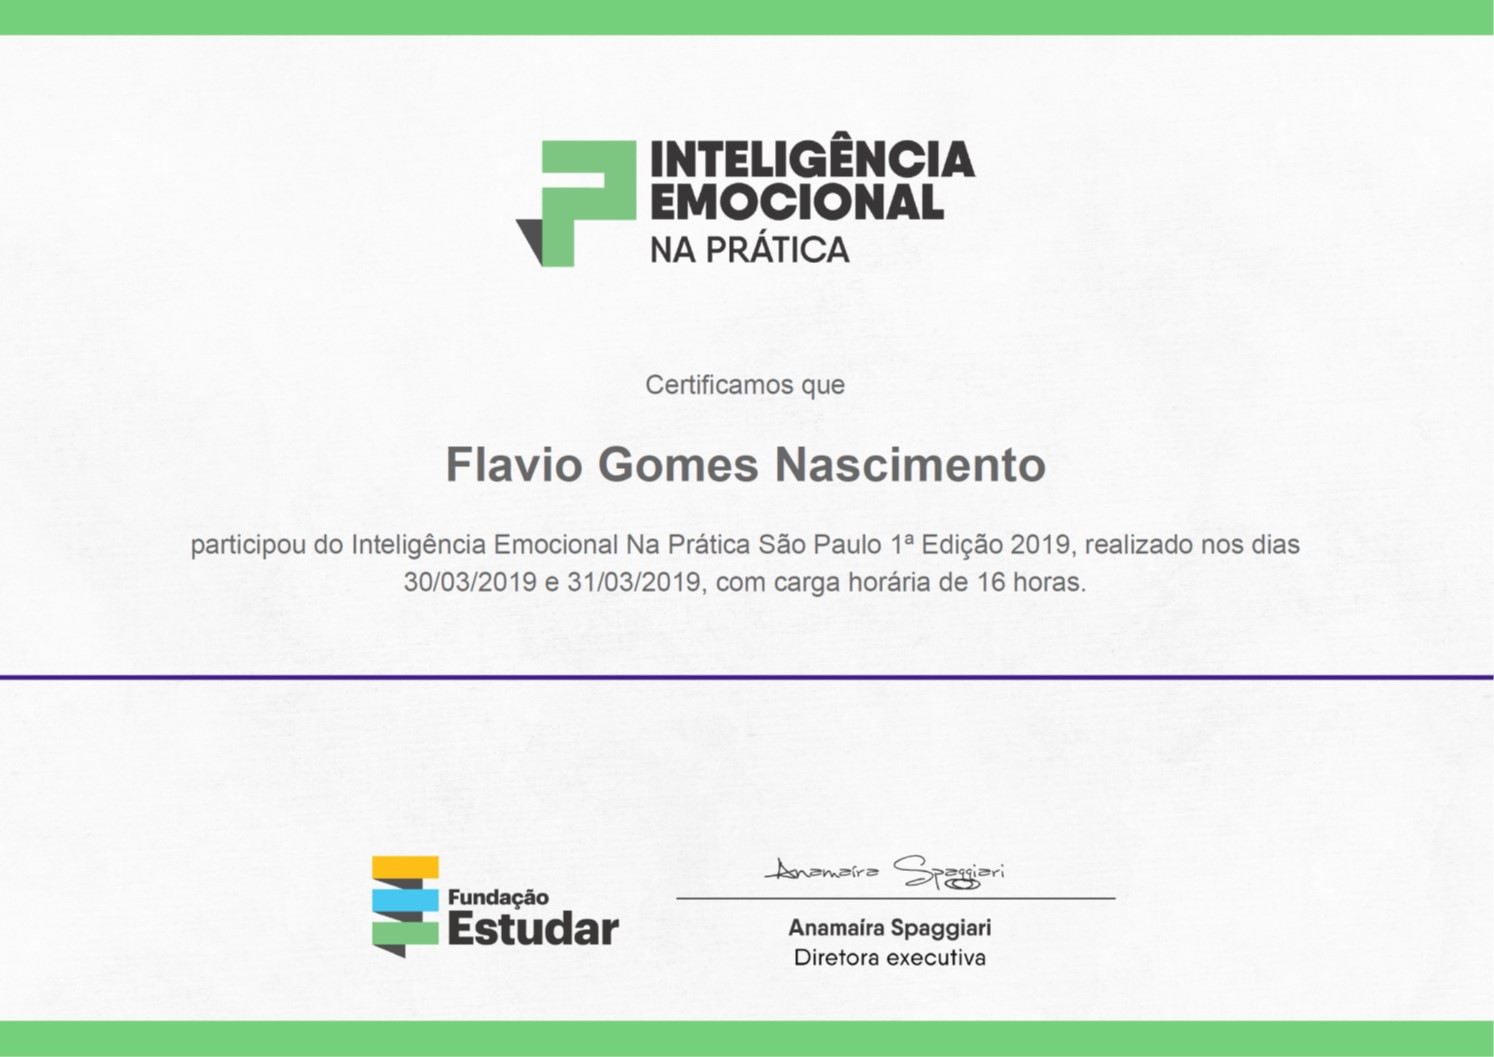 INTELIGÊNCIA
EMOCIONAL
NA PRÁTICA
Certificamos que
Flavio Gomes Nascimento
participou do Inteligência Emocional Na Prática São Paulo 1ª Edição 2019, realizado nos dias
30/03/2019 e 31/03/2019, com carga horária de 16 horas.
Anamaíra Spaggiari
Fundação
Estudar
Anamaíra Spaggiari
Diretora executiva